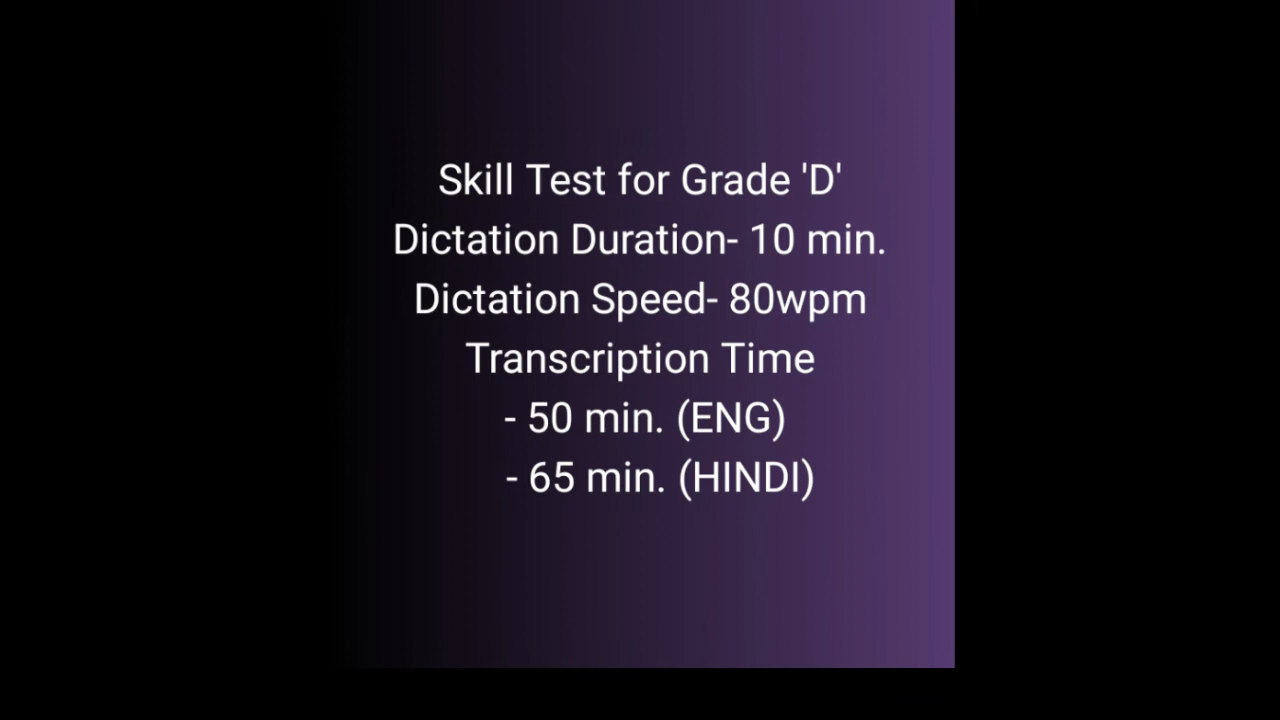 Skill Test for Grade 'D'
Dictation Duration- 10 min.
Dictation Speed- 80wpm
Transcription Time
- 50 min. (ENG)
- 65 min. (HINDI)